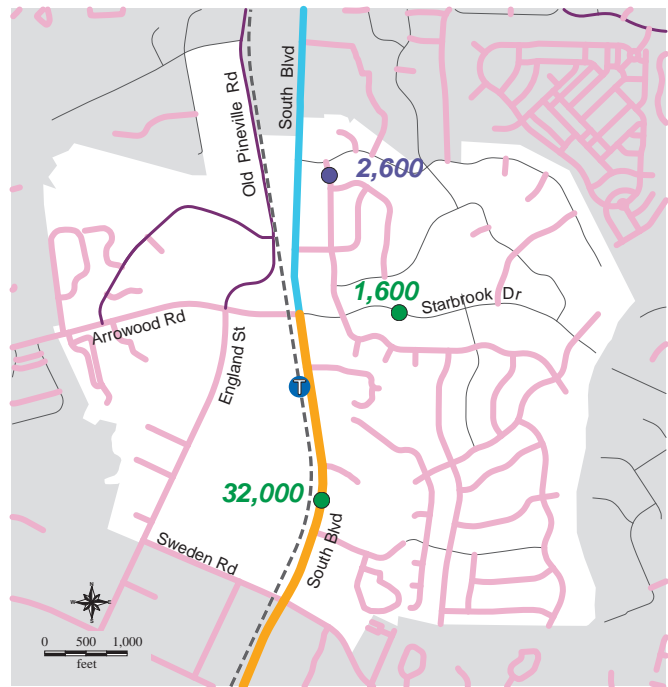 Old Pineville Rd
South Blvd
2,600
1,600
Starbrook Dr
Arrowood Rd
England St
T
32,000
South Blvd
Sweden Rd
N
W E
S
0 500 1,000
feet